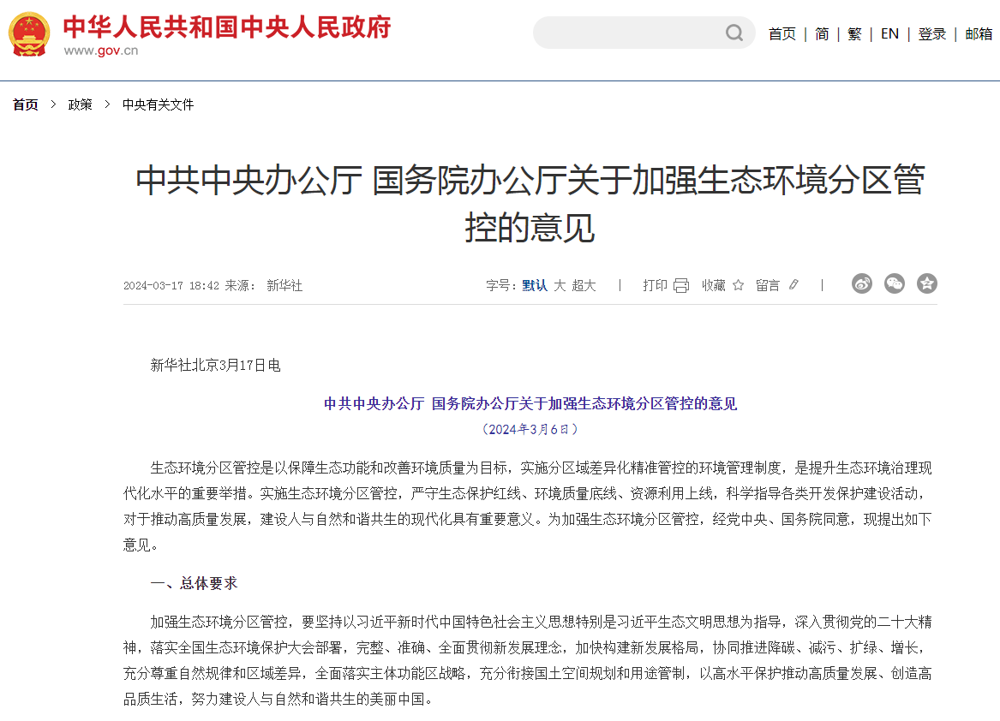 中华人民共和国中央人民政府
www.gov.cn
首页 | 简 | 繁 | EN | 登录 | 邮箱
首页 > 政策 > 中央有关文件
中共中央办公厅 国务院办公厅关于加强生态环境分区管
控的意见
2024-03-17 18:42 来源： 新华社 字号：默认 大 超大 | 打印 收藏 留言 |
新华社北京3月17日电
中共中央办公厅 国务院办公厅关于加强生态环境分区管控的意见
（2024年3月6日）
生态环境分区管控是以保障生态功能和改善环境质量为目标，实施分区域差异化精准管控的环境管理制度，是提升生态环境治理现
代化水平的重要举措。实施生态环境分区管控，严守生态保护红线、环境质量底线、资源利用上线，科学指导各类开发保护建设活动，
对于推动高质量发展，建设人与自然和谐共生的现代化具有重要意义。为加强生态环境分区管控，经党中央、国务院同意，现提出如下
意见。
一、总体要求
加强生态环境分区管控，要坚持以习近平新时代中国特色社会主义思想特别是习近平生态文明思想为指导，深入贯彻党的二十大精
神，落实全国生态环境保护大会部署，完整、准确、全面贯彻新发展理念，加快构建新发展格局，协同推进降碳、减污、扩绿、增长，
充分尊重自然规律和区域差异，全面落实主体功能区战略，充分衔接国土空间规划和用途管制，以高水平保护推动高质量发展、创造高
品质生活，努力建设人与自然和谐共生的美丽中国。